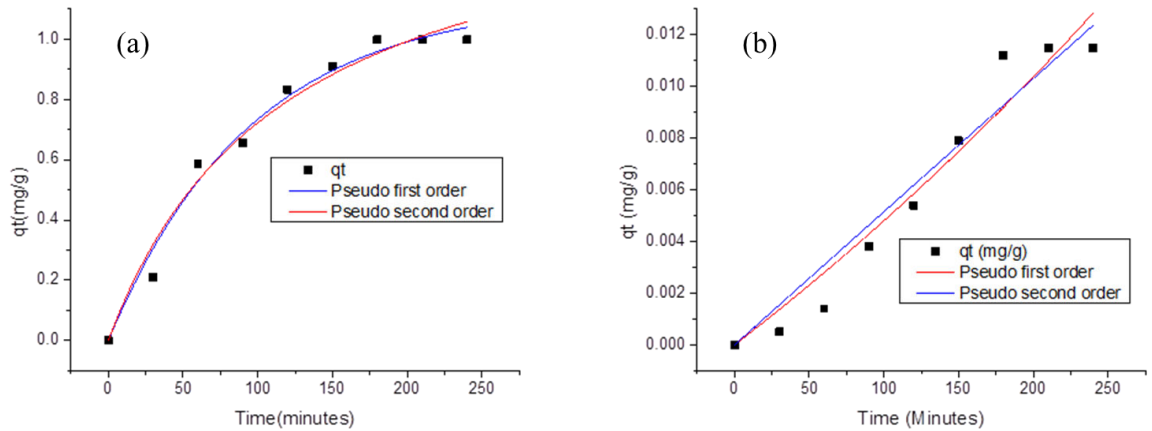 (a)
1.0
0.8
0.6
0.4
0.2
0.0
qt(mg/g)
qt
Pseudo first order
Pseudo second order
0 50 100 150 200 250
Time(minutes)
(b)
0.012
0.010
0.008
0.006
0.004
0.002
0.000
qt (mg/g)
qt (mg/g)
Pseudo first order
Pseudo second order
0 50 100 150 200 250
Time (Minutes)